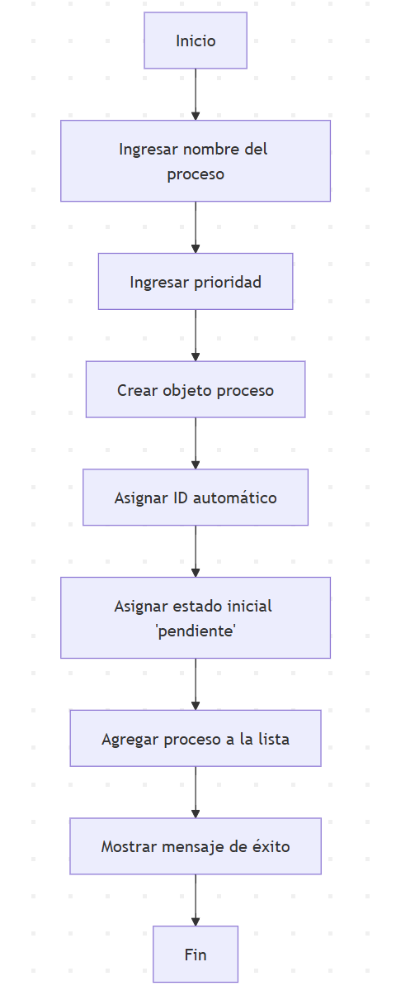 Inicio
Ingresar nombre del
proceso
Ingresar prioridad
Crear objeto proceso
Asignar ID automático
Asignar estado inicial
'pendiente'
Agregar proceso a la lista
Mostrar mensaje de éxito
Fin